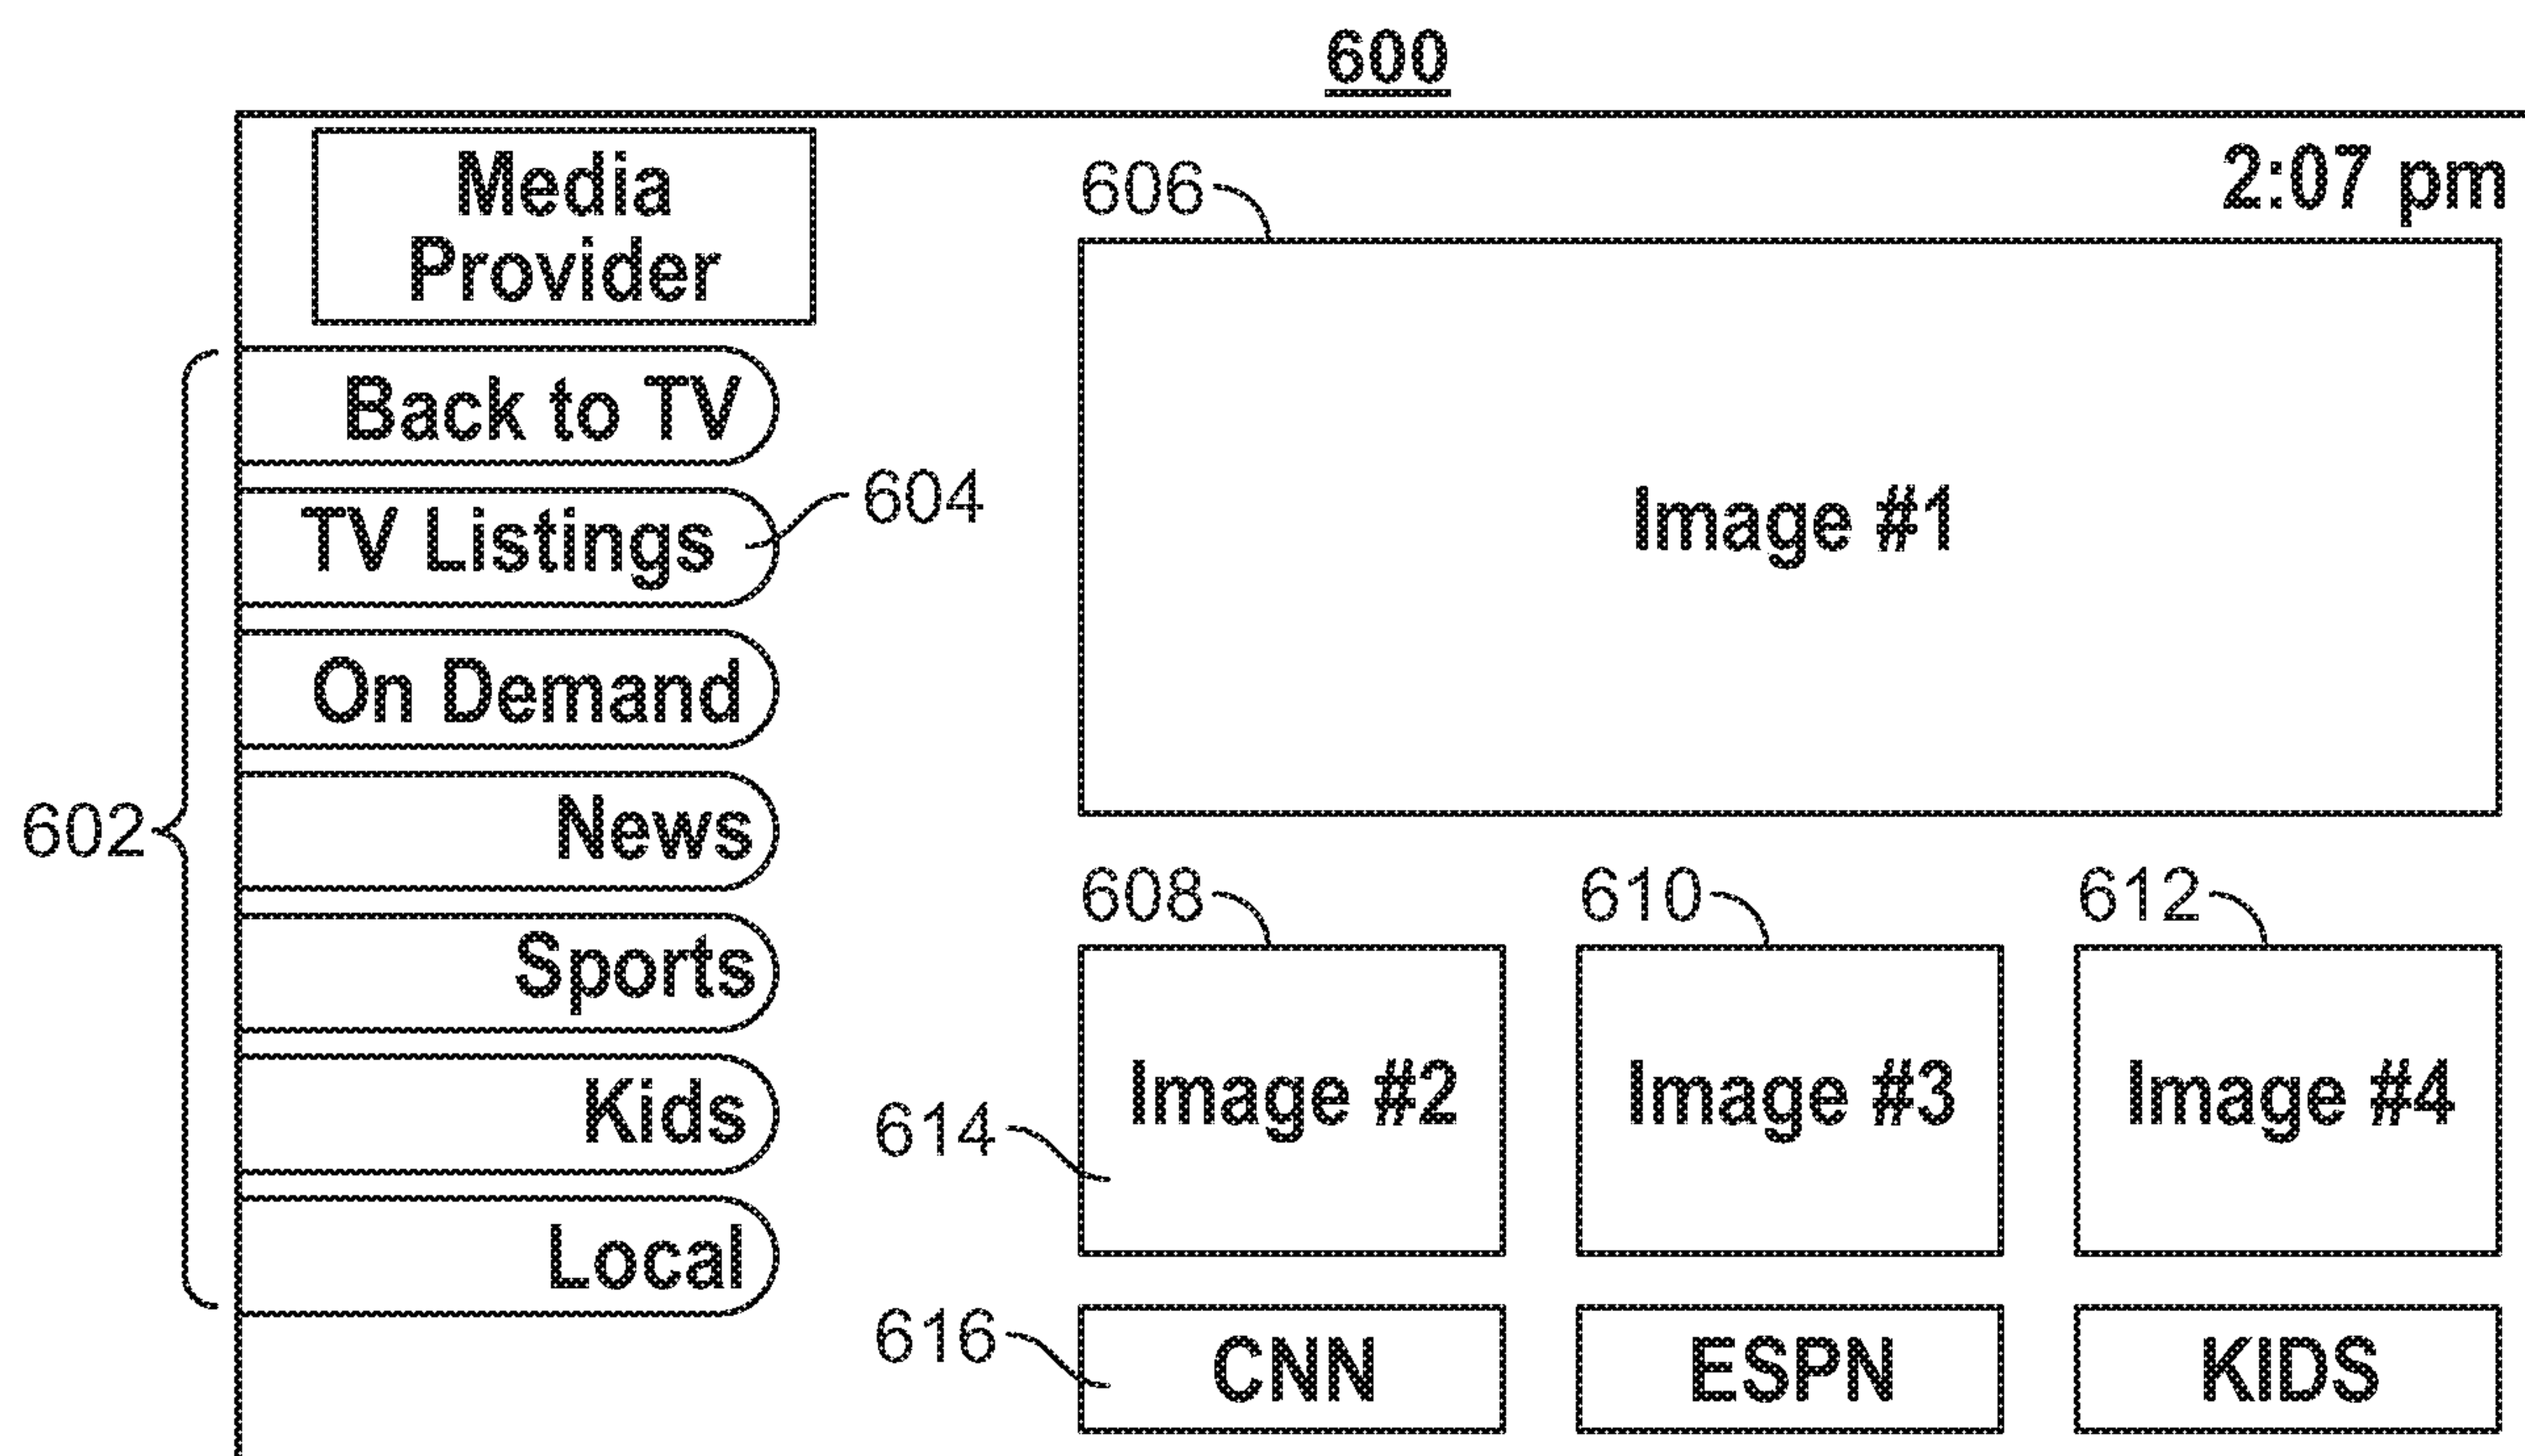 600
Media
Provider
2:07 pm
606
Back to TV
TV Listings
604
Image #1
On Demand
News
602
608
610
612
Sports
Kids
Image #2
Image #3
Image #4
614
Local
616
CNN
ESPN
KIDS